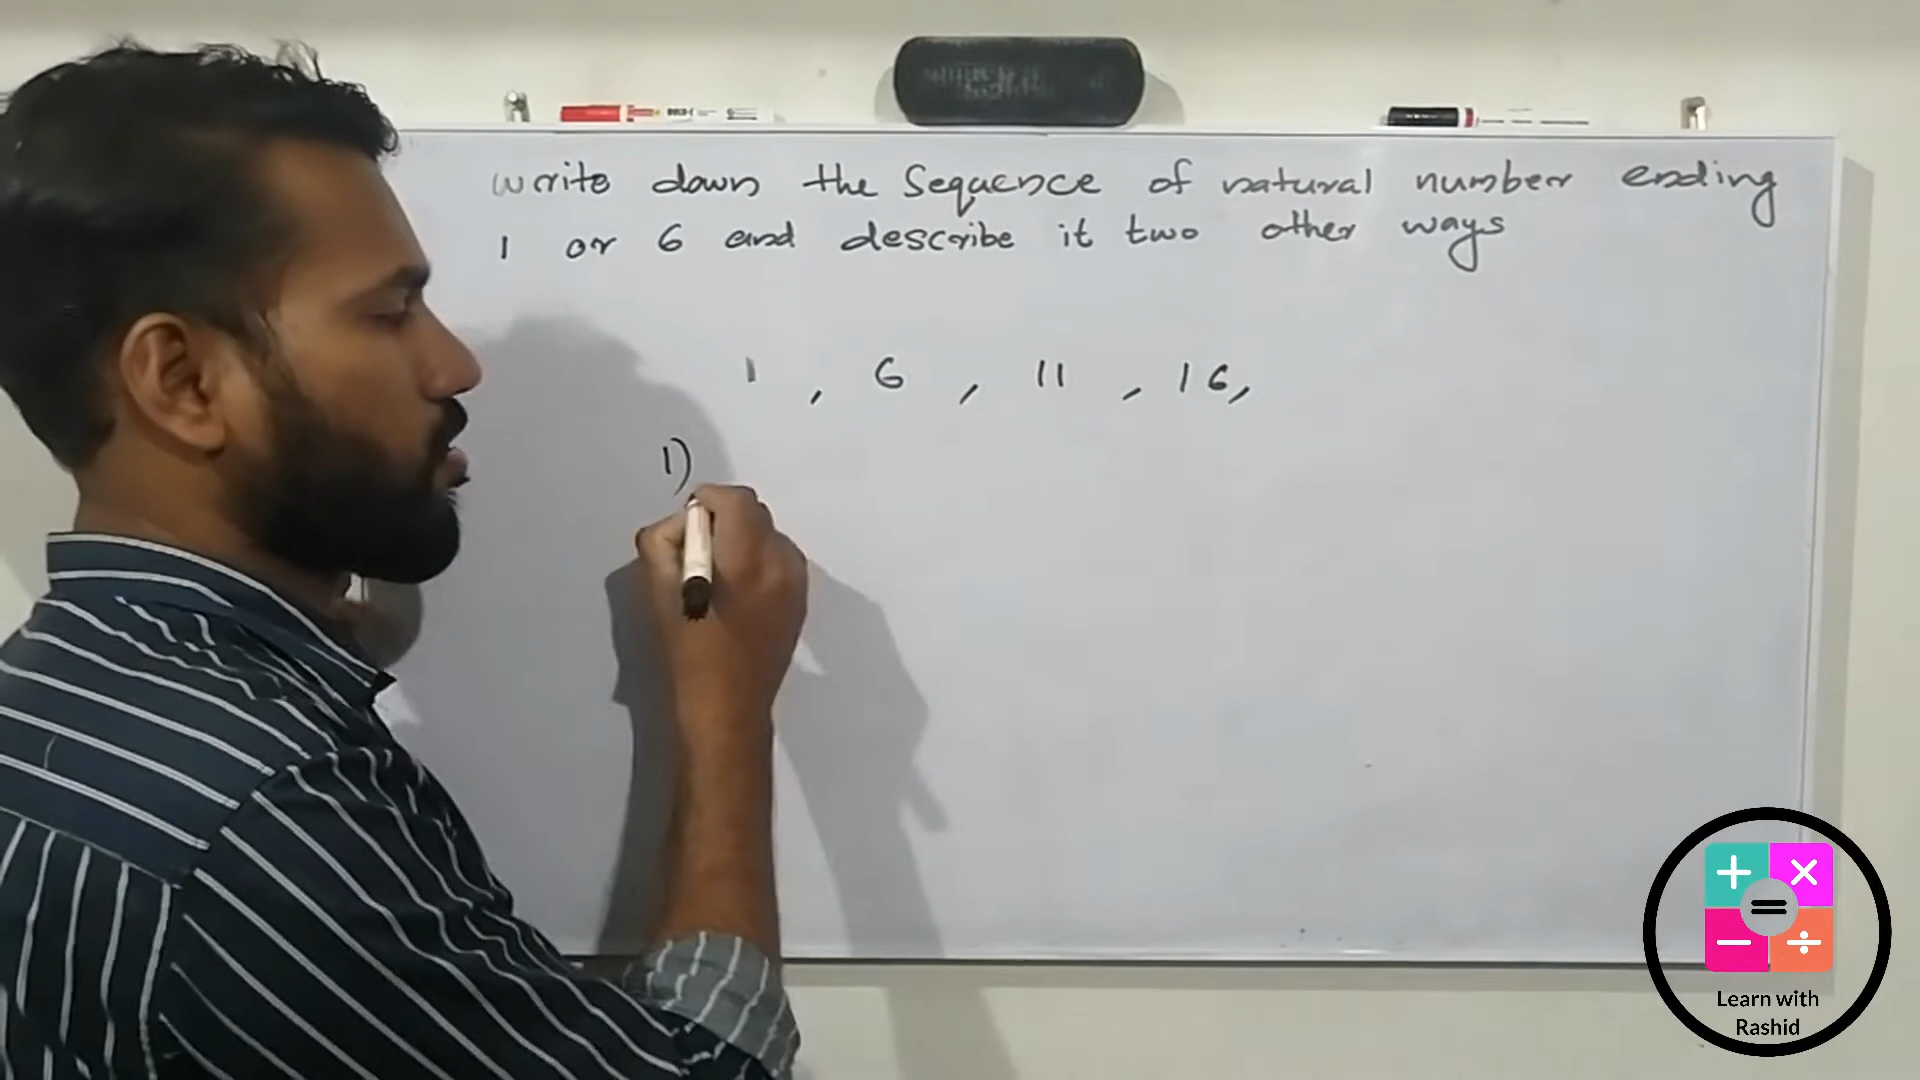 write down the Sequence of natural number ending
1 or 6 and describe it two other ways
1 , 6 , 11 , 16,
1)
Learn with
Rashid